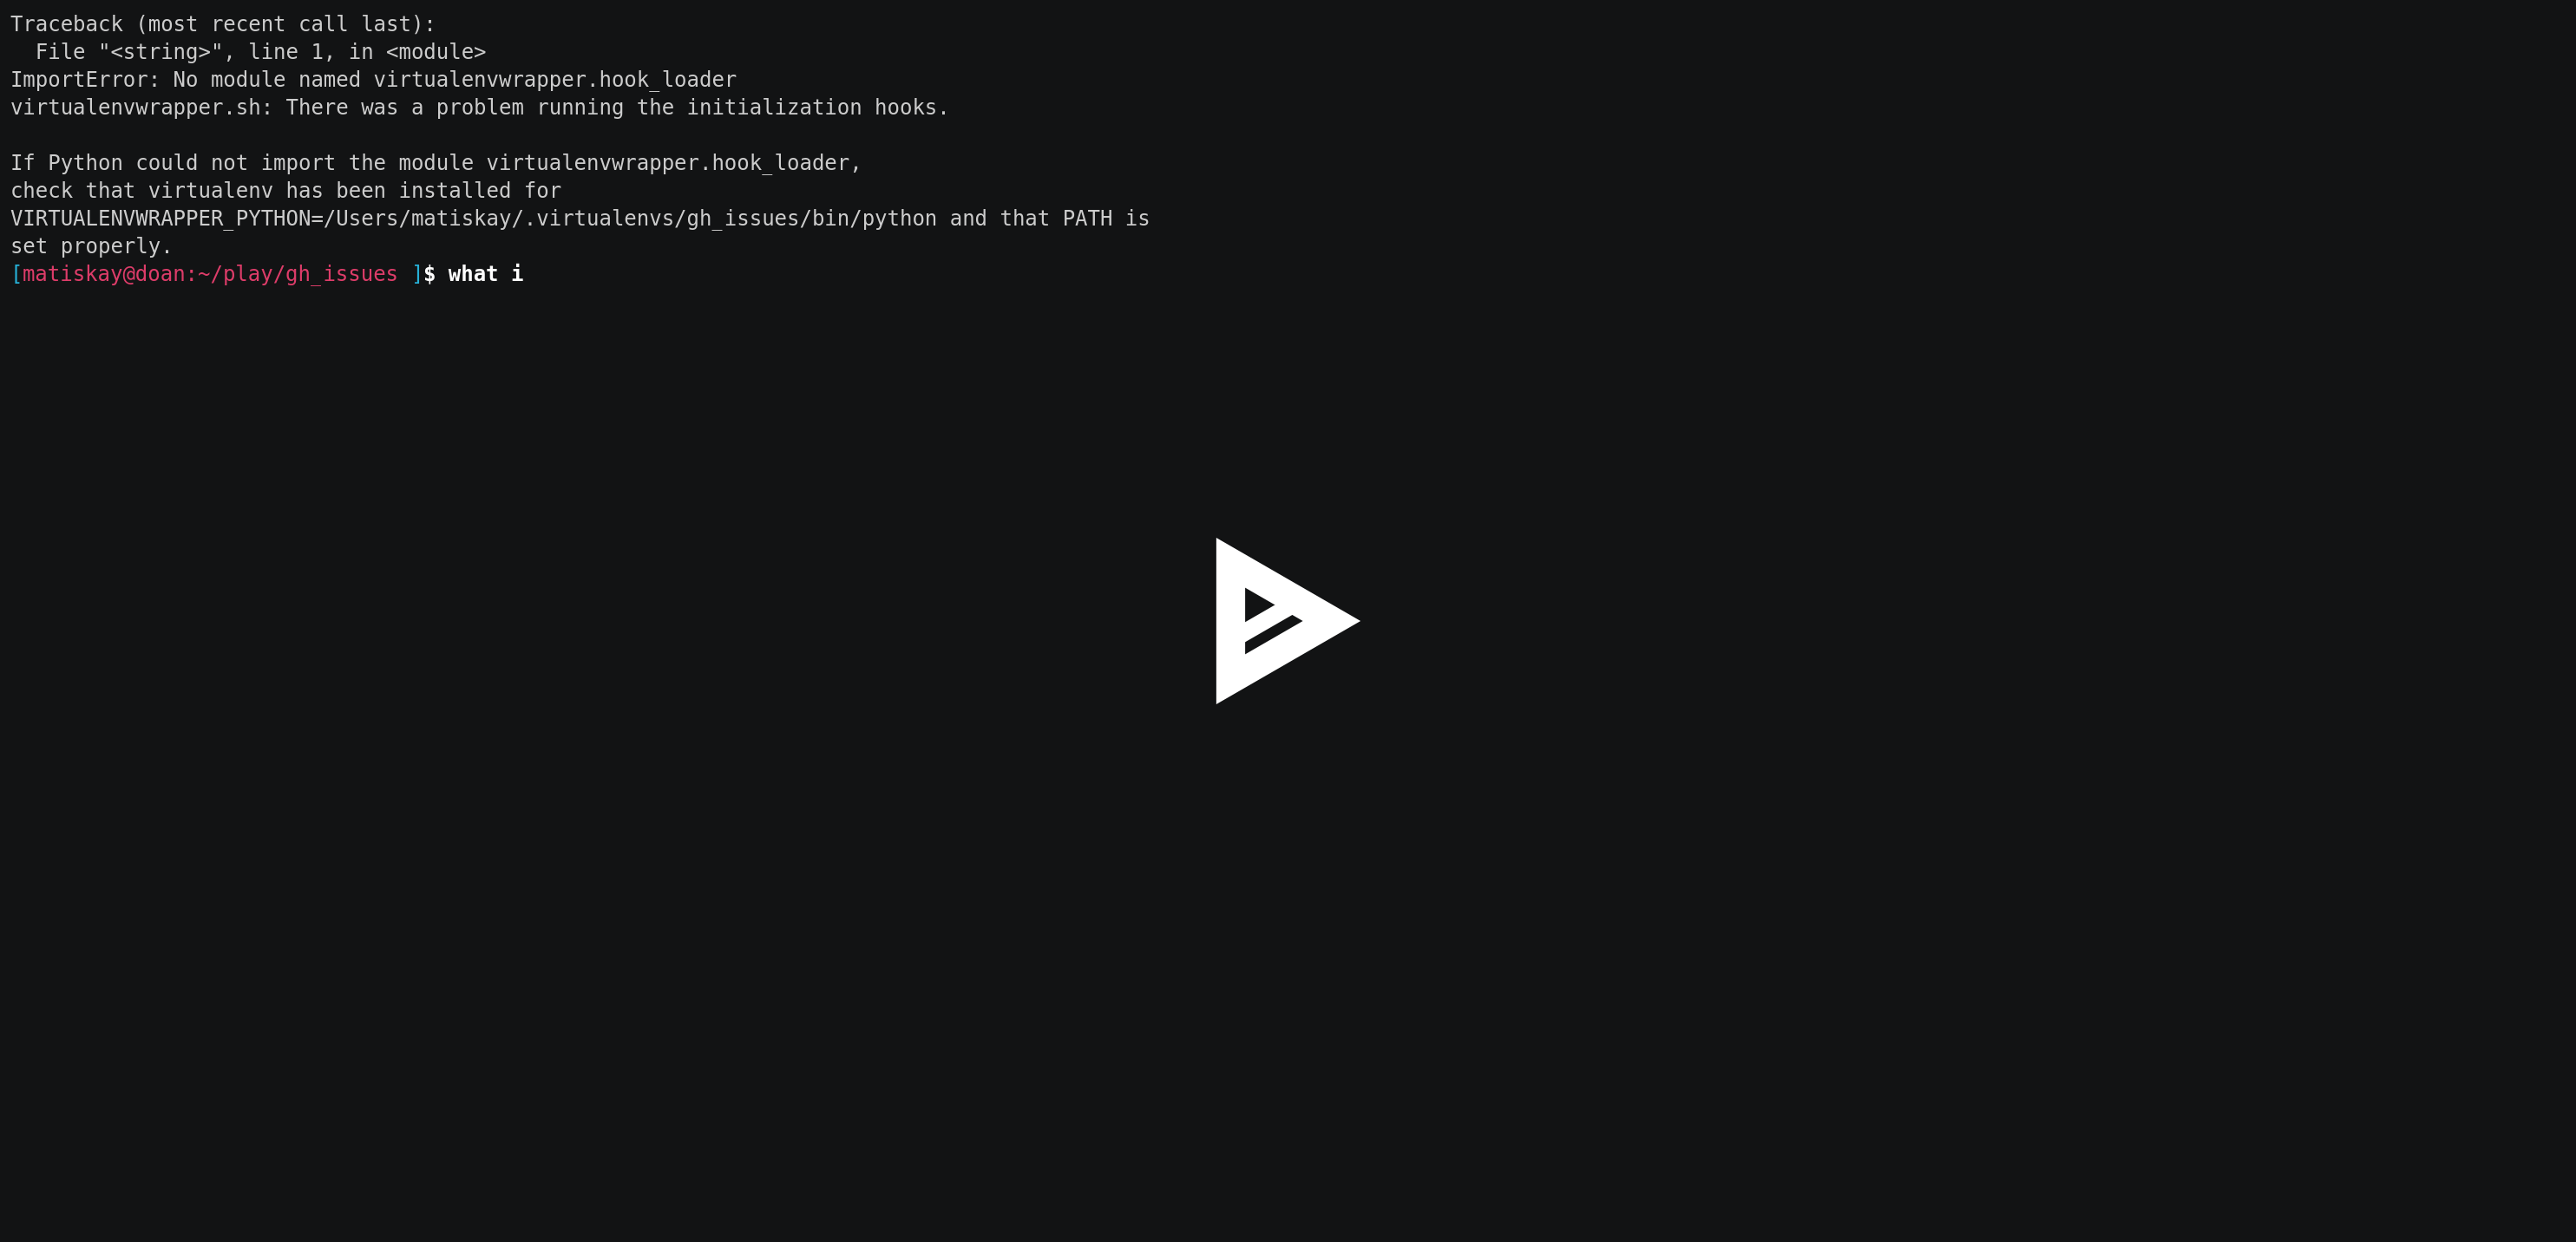 Traceback (most recent call last):
  File "<string>", line 1, in <module>
ImportError: No module named virtualenvwrapper.hook_loader
virtualenvwrapper.sh: There was a problem running the initialization hooks.

If Python could not import the module virtualenvwrapper.hook_loader,
check that virtualenv has been installed for
VIRTUALENVWRAPPER_PYTHON=/Users/matiskay/.virtualenvs/gh_issues/bin/python and that PATH is
set properly.
[matiskay@doan:~/play/gh_issues ]$ what i